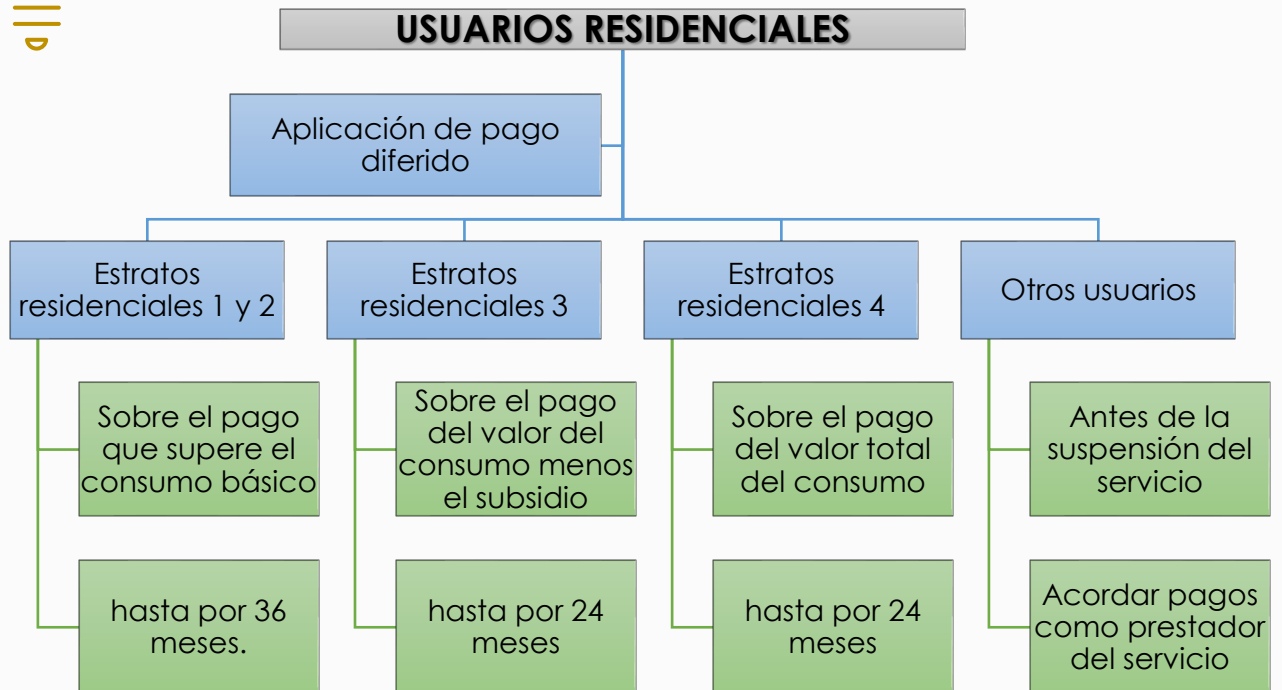 USUARIOS RESIDENCIALES
Aplicación de pago
diferido
Estratos
residenciales 1 y 2
Sobre el pago
que supere el
consumo básico
hasta por 36
meses.
Estratos
residenciales 3
Sobre el pago
del valor del
consumo menos
el subsidio
hasta por 24
meses
Estratos
residenciales 4
Sobre el pago
del valor total
del consumo
hasta por 24
meses
Otros usuarios
Antes de la
suspensión del
servicio
Acordar pagos
como prestador
del servicio